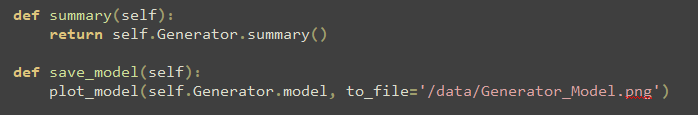 def summary(self):
    return self.Generator.summary()
def save_model(self):
    plot_model(self.Generator.model, to_file='/data/Generator_Model.png')